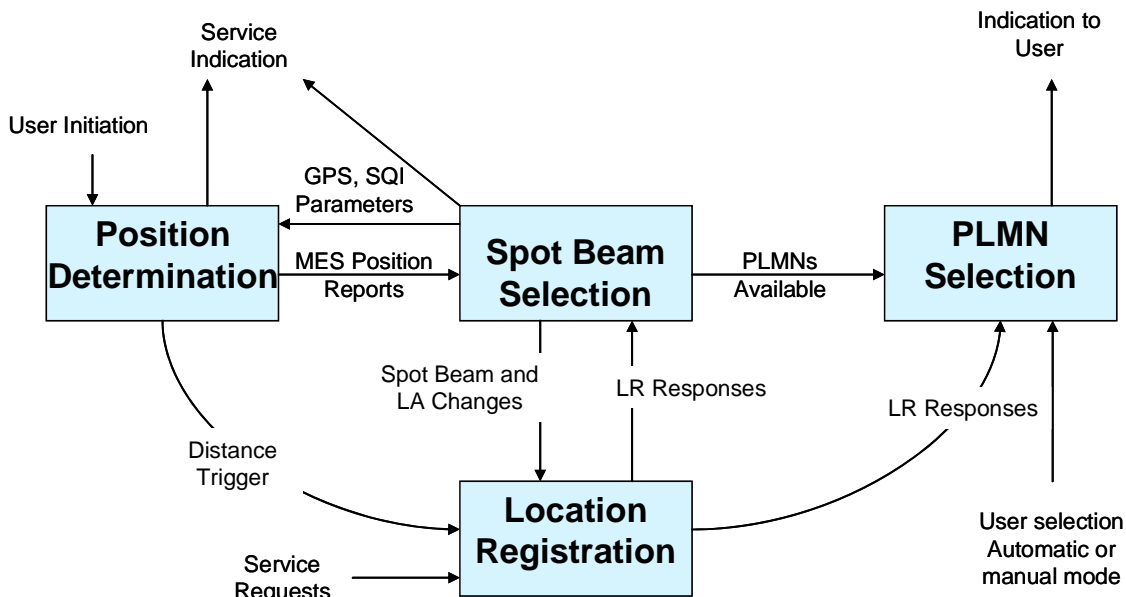 Service
Indication
Indication to
User
User Initiation
GPS, SQI
Parameters
Position
Determination
MES Position
Reports
Spot Beam
Selection
PLMNs
Available
PLMN
Selection
Spot Beam and
LA Changes
LR Responses
LR Responses
Distance
Trigger
Location
Registration
Service
Requests
User selection
Automatic or
manual mode